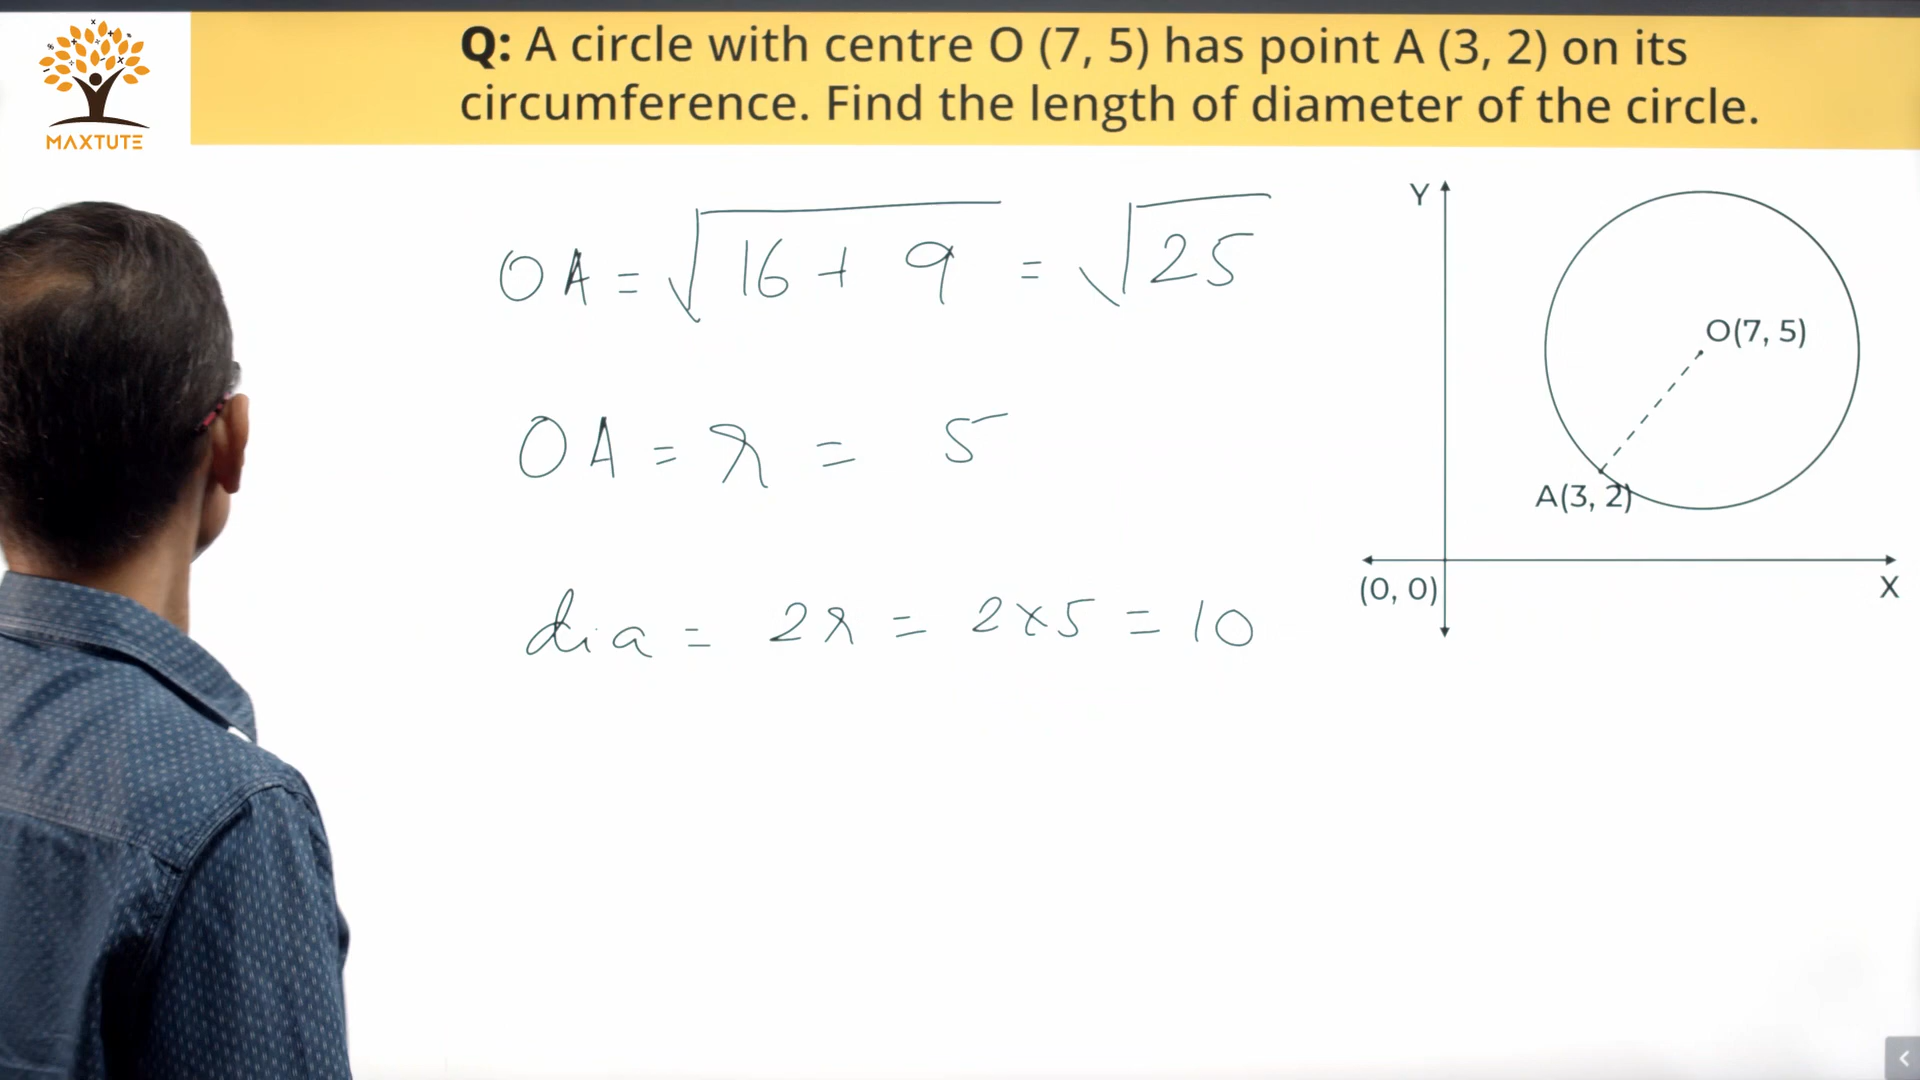 MAXTUTE
Q: A circle with centre O (7, 5) has point A (3, 2) on its
circumference. Find the length of diameter of the circle.
OA = √16 + 9 = √25
OA = r = 5
dia = 2r = 2×5 = 10
Y
O(7, 5)
A(3, 2)
(0, 0)
X